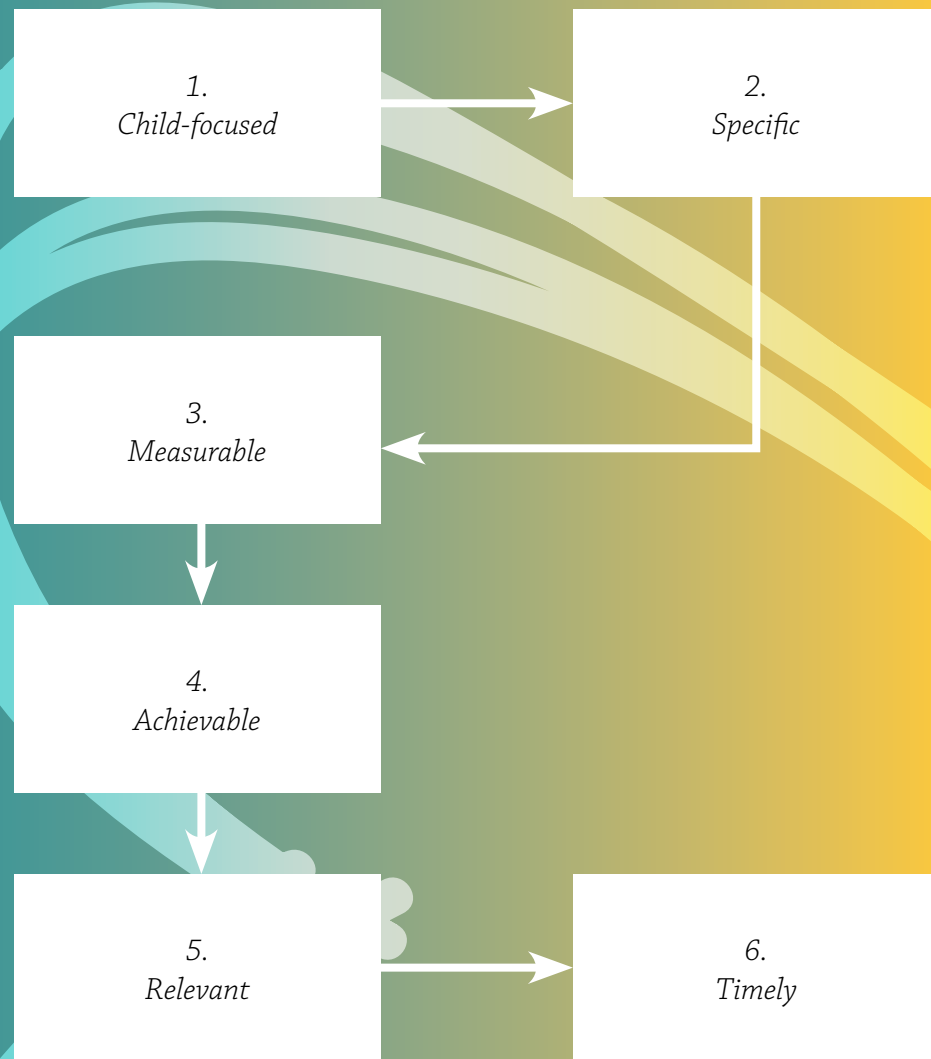 1.
Child-focused
2.
Specific
3.
Measurable
4.
Achievable
5.
Relevant
6.
Timely